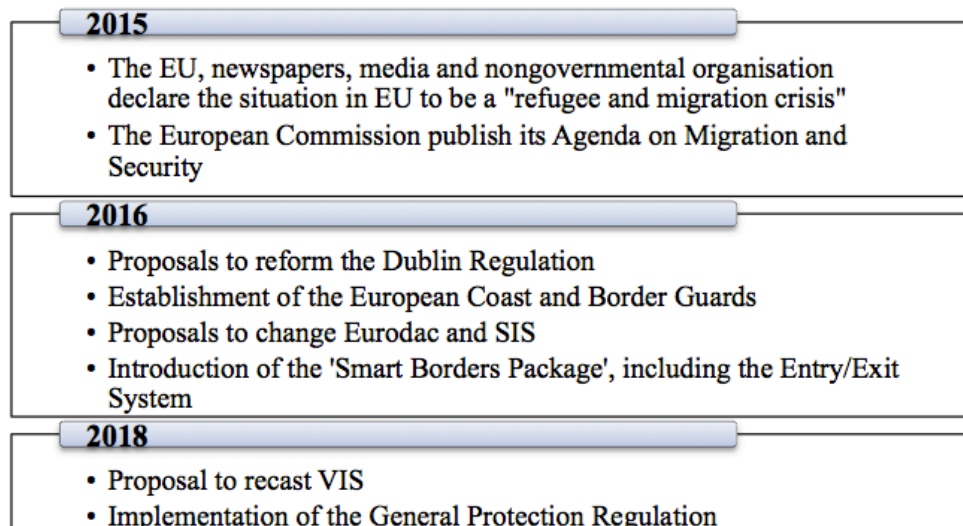 2015
• The EU, newspapers, media and nongovernmental organisation
declare the situation in EU to be a "refugee and migration crisis"
• The European Commission publish its Agenda on Migration and
Security
2016
• Proposals to reform the Dublin Regulation
• Establishment of the European Coast and Border Guards
• Proposals to change Eurodac and SIS
• Introduction of the 'Smart Borders Package', including the Entry/Exit
System
2018
• Proposal to recast VIS
• Implementation of the General Protection Regulation